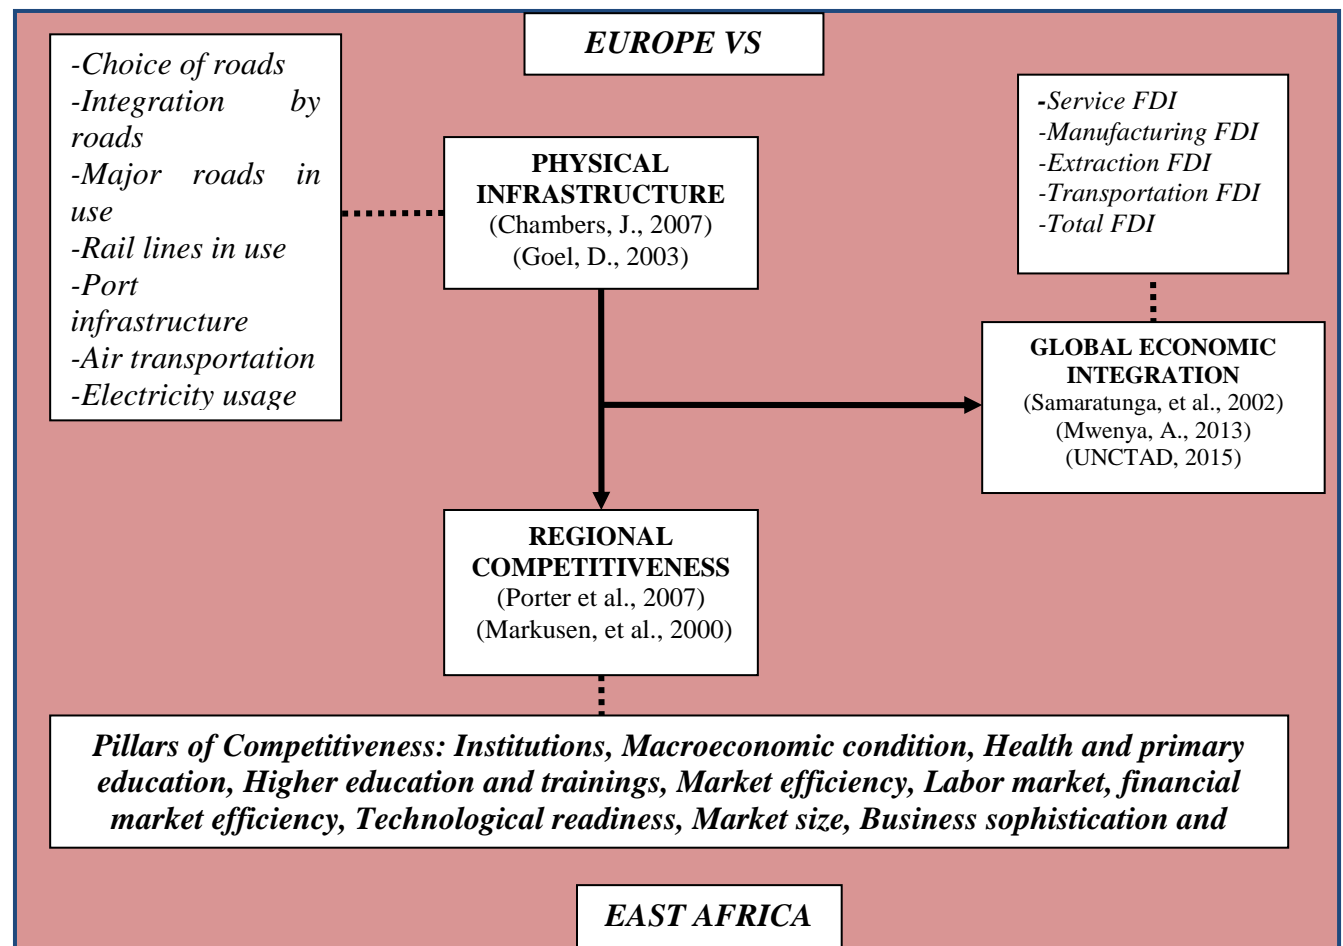 EUROPE VS
-Choice of roads
-Integration by
roads
-Major roads in
use
-Rail lines in use
-Port
infrastructure
-Air transportation
-Electricity usage
PHYSICAL
INFRASTRUCTURE
(Chambers, J., 2007)
(Goel, D., 2003)
-Service FDI
-Manufacturing FDI
-Extraction FDI
-Transportation FDI
-Total FDI
GLOBAL ECONOMIC
INTEGRATION
(Samaratunga, et al., 2002)
(Mwenya, A., 2013)
(UNCTAD, 2015)
REGIONAL
COMPETITIVENESS
(Porter et al., 2007)
(Markusen, et al., 2000)
Pillars of Competitiveness: Institutions, Macroeconomic condition, Health and primary
education, Higher education and trainings, Market efficiency, Labor market, financial
market efficiency, Technological readiness, Market size, Business sophistication and
EAST AFRICA